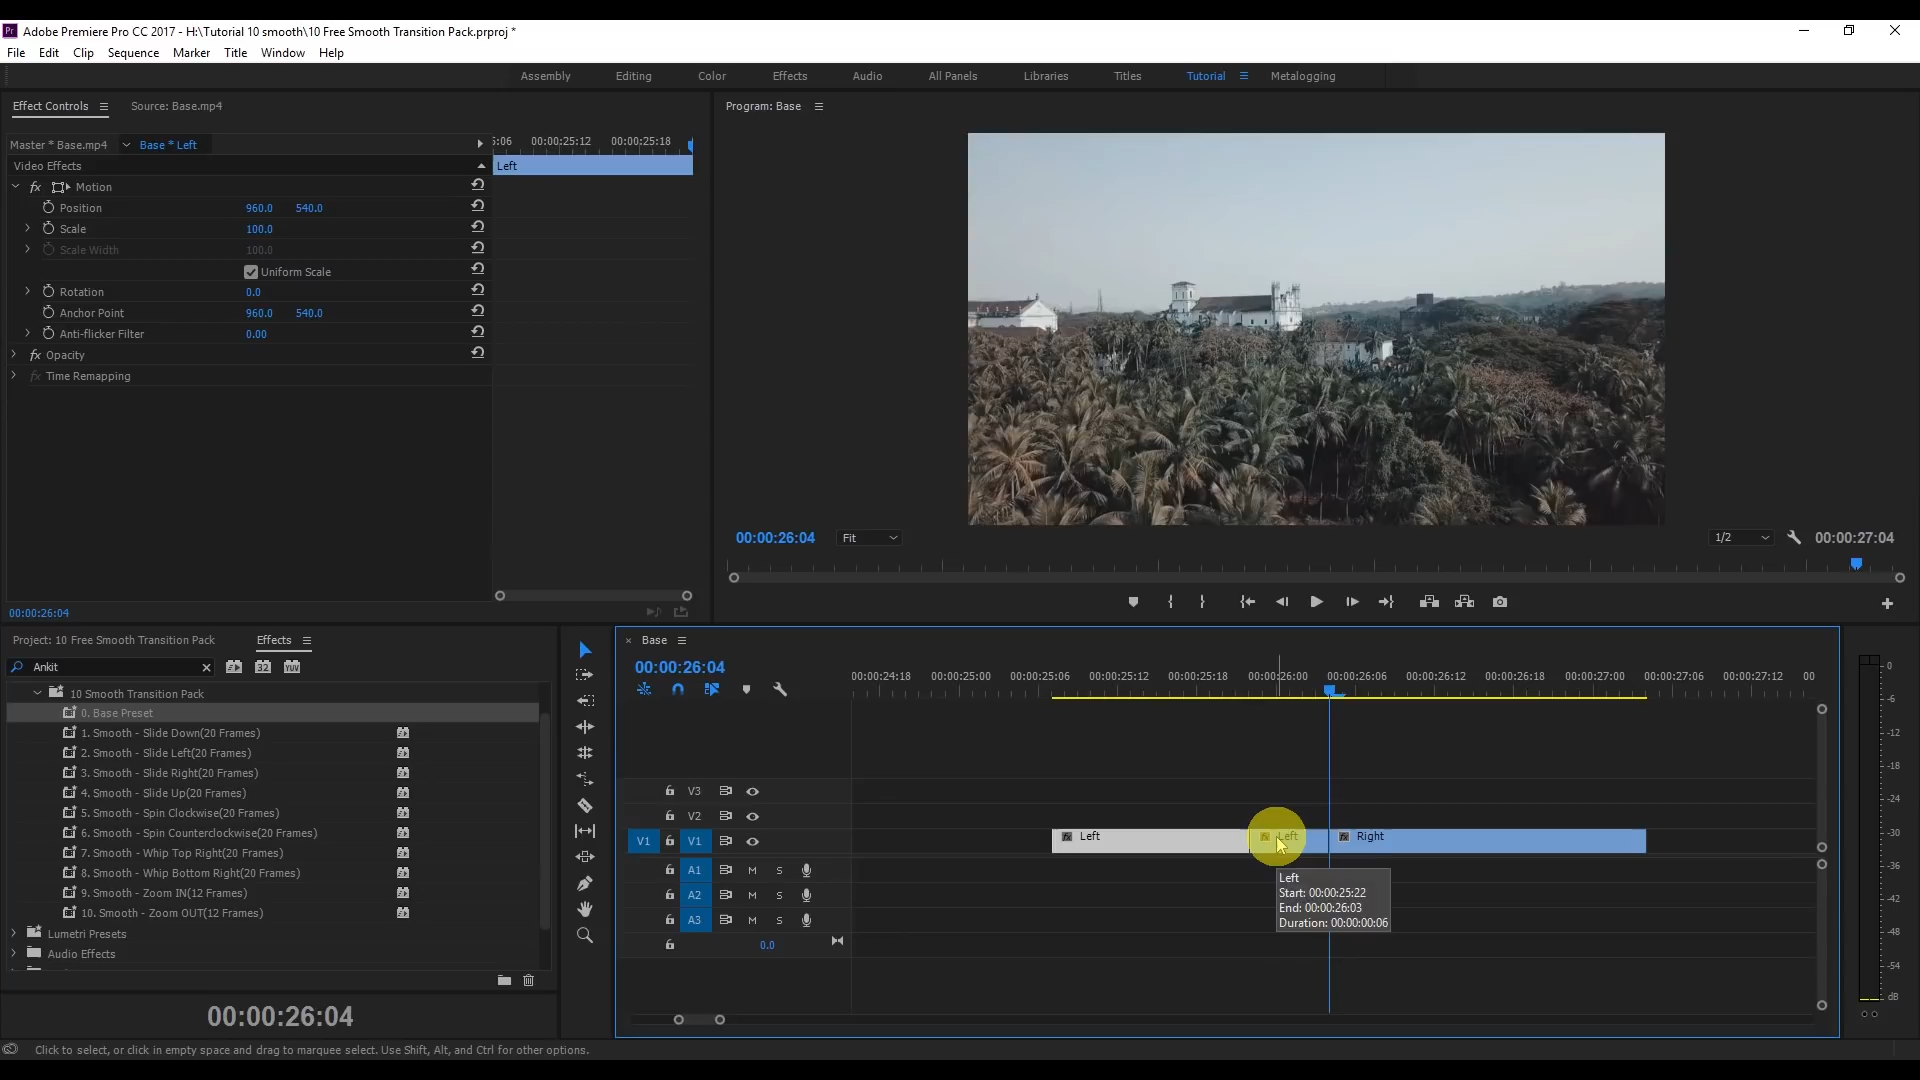 Pr Adobe Premiere Pro CC 2017 - H:\Tutorial 10 smooth\10 Free Smooth Transition Pack.prproj *
File Edit Clip Sequence Marker Title Window Help
Assembly Editing Color Effects Audio All Panels Libraries Titles Tutorial Metalogging
Effect Controls Source: Base.mp4
Program: Base
Master * Base.mp4 Base * Left
5:06 00:00:25:12 00:00:25:18
Video Effects
Left
fx Motion
Position 960.0 540.0
Scale 100.0
Scale Width 100.0
Uniform Scale
Rotation 0.0
Anchor Point 960.0 540.0
Anti-flicker Filter 0.00
fx Opacity
fx Time Remapping
00:00:26:04 Fit 1/2 00:00:27:04
00:00:26:04
Project: 10 Free Smooth Transition Pack Effects
Ankit 32 YUV
10 Smooth Transition Pack
0. Base Preset
1. Smooth - Slide Down(20 Frames)
2. Smooth - Slide Left(20 Frames)
3. Smooth - Slide Right(20 Frames)
4. Smooth - Slide Up(20 Frames)
5. Smooth - Spin Clockwise(20 Frames)
6. Smooth - Spin Counterclockwise(20 Frames)
7. Smooth - Whip Top Right(20 Frames)
8. Smooth - Whip Bottom Right(20 Frames)
9. Smooth - Zoom IN(12 Frames)
10. Smooth - Zoom OUT(12 Frames)
Lumetri Presets
Audio Effects
00:00:26:04
× Base
00:00:26:04
00:00:24:18 00:00:25:00 00:00:25:06 00:00:25:12 00:00:25:18 00:00:26:00 00:00:26:06 00:00:26:12 00:00:26:18 00:00:27:00 00:00:27:06 00:00:27:12 00
V3
V2
V1 V1
fx Left fx Left fx Right
A1 M S
A2 M S
A3 M S
0.0
Left
Start: 00:00:25:22
End: 00:00:26:03
Duration: 00:00:00:06
0
-6
-12
-18
-24
-30
-36
-42
-48
-54
dB
Click to select, or click in empty space and drag to marquee select. Use Shift, Alt, and Ctrl for other options.